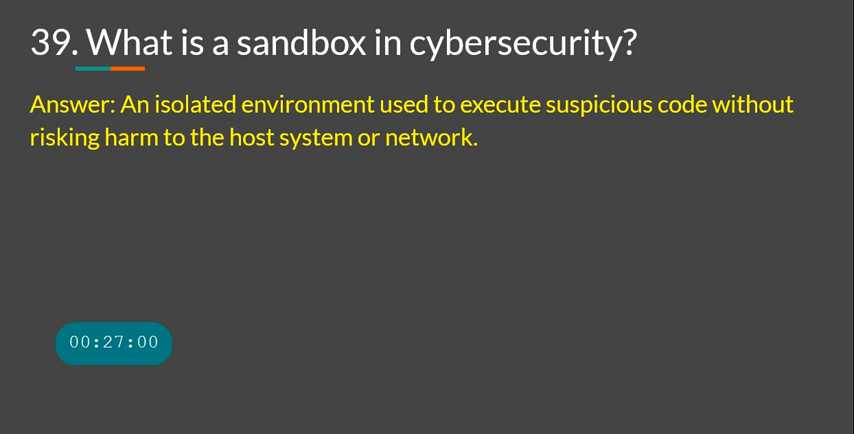 39. What is a sandbox in cybersecurity?
Answer: An isolated environment used to execute suspicious code without
risking harm to the host system or network.
00:27:00